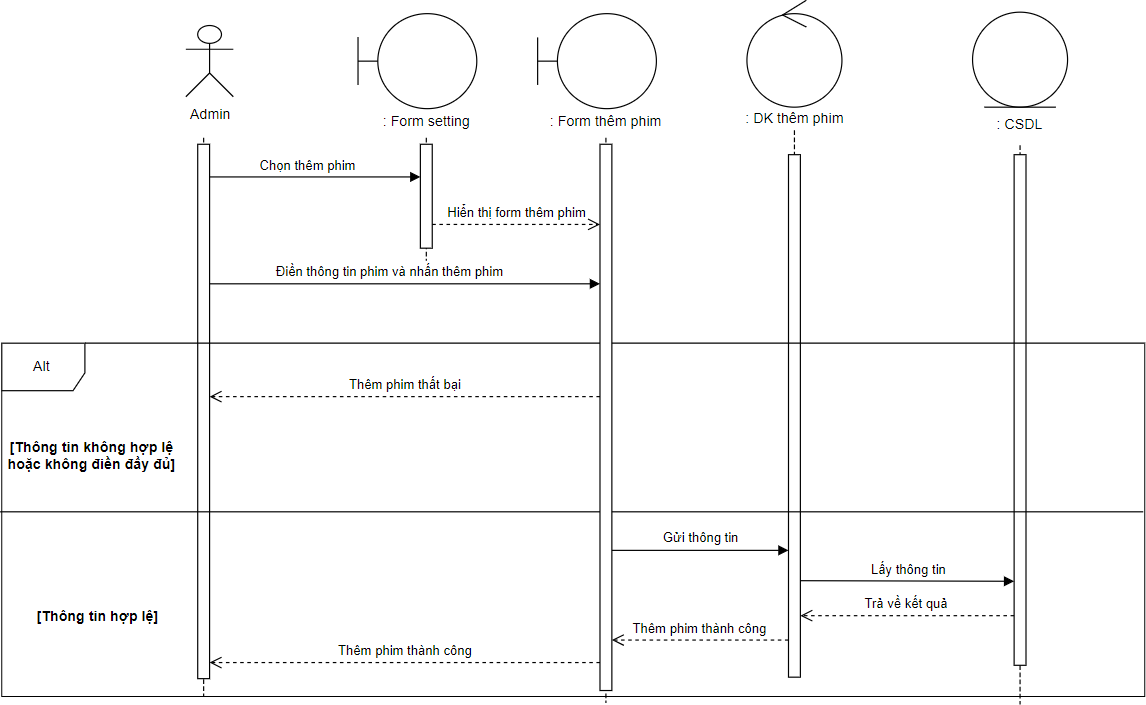 Admin
: Form setting
: Form thêm phim
: DK thêm phim
: CSDL
Chọn thêm phim
Hiển thị form thêm phim
Điền thông tin phim và nhấn thêm phim
Alt
Thêm phim thất bại
[Thông tin không hợp lệ
hoặc không điền đầy đủ]
Gửi thông tin
Lấy thông tin
Trả về kết quả
[Thông tin hợp lệ]
Thêm phim thành công
Thêm phim thành công